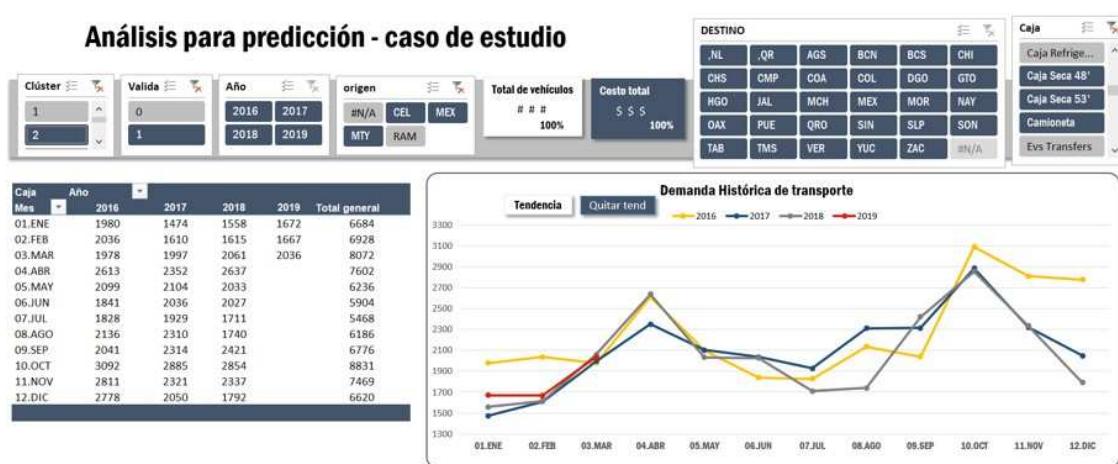 Análisis para predicción - caso de estudio
Clúster
1
2
Valida
0
1
Año
2016 2017
2018 2019
origen
#N/A CEL MEX
MTY RAM
Total de vehículos
# # #
100%
Costo total
$ $ $
100%
DESTINO
,NL ,QR AGS BCN BCS CHI
CHS CMP COA COL DGO GTO
HGO JAL MCH MEX MOR NAY
OAX PUE QRO SIN SLP SON
TAB TMS VER YUC ZAC #N/A
Caja
Caja Refrige...
Caja Seca 48'
Caja Seca 53'
Camioneta
Evs Transfers
Caja Año
Mes 2016 2017 2018 2019 Total general
01.ENE 1980 1474 1558 1672 6684
02.FEB 2036 1610 1615 1667 6928
03.MAR 1978 1997 2061 2036 8072
04.ABR 2613 2352 2637 7602
05.MAY 2099 2104 2033 6236
06.JUN 1841 2036 2027 5904
07.JUL 1828 1929 1711 5468
08.AGO 2136 2310 1740 6186
09.SEP 2041 2314 2421 6776
10.OCT 3092 2885 2854 8831
11.NOV 2811 2321 2337 7469
12.DIC 2778 2050 1792 6620
Demanda Histórica de transporte
Tendencia Quitar tend
2016 2017 2018 2019
3300
3100
2900
2700
2500
2300
2100
1900
1700
1500
1300
01.ENE 02.FEB 03.MAR 04.ABR 05.MAY 06.JUN 07.JUL 08.AGO 09.SEP 10.OCT 11.NOV 12.DIC